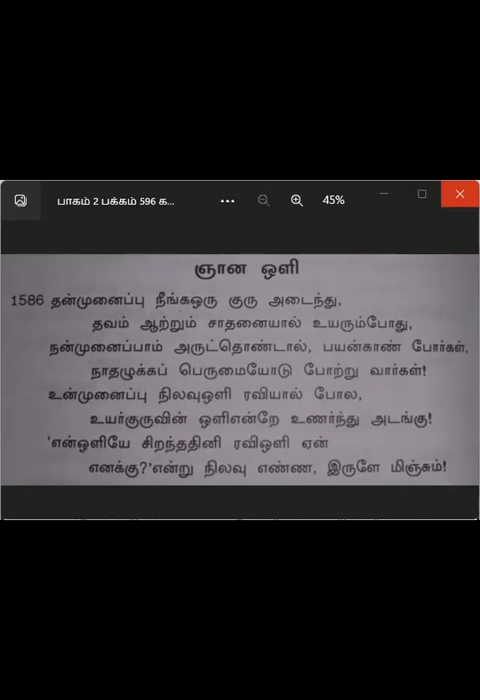 பாகம் 2 பக்கம் 596 க...
45%
ஞான ஒளி
1586 தன்முனைப்பு நீங்கஒரு குரு அடைந்து,
தவம் ஆற்றும் சாதனையால் உயரும்போது,
நன்முனைப்பாம் அருட்தொண்டால், பயன்காண் போர்கள்,
நாதழுக்கப் பெருமையோடு போற்று வார்கள்!
உன்முனைப்பு நிலவுஒளி ரவியால் போல,
உயர்குருவின் ஒளிஎன்றே உணர்ந்து அடங்கு!
'என்ஒளியே சிறந்ததினி ரவிஒளி ஏன்
எனக்கு?'என்று நிலவு எண்ண, இருளே மிஞ்சும்!